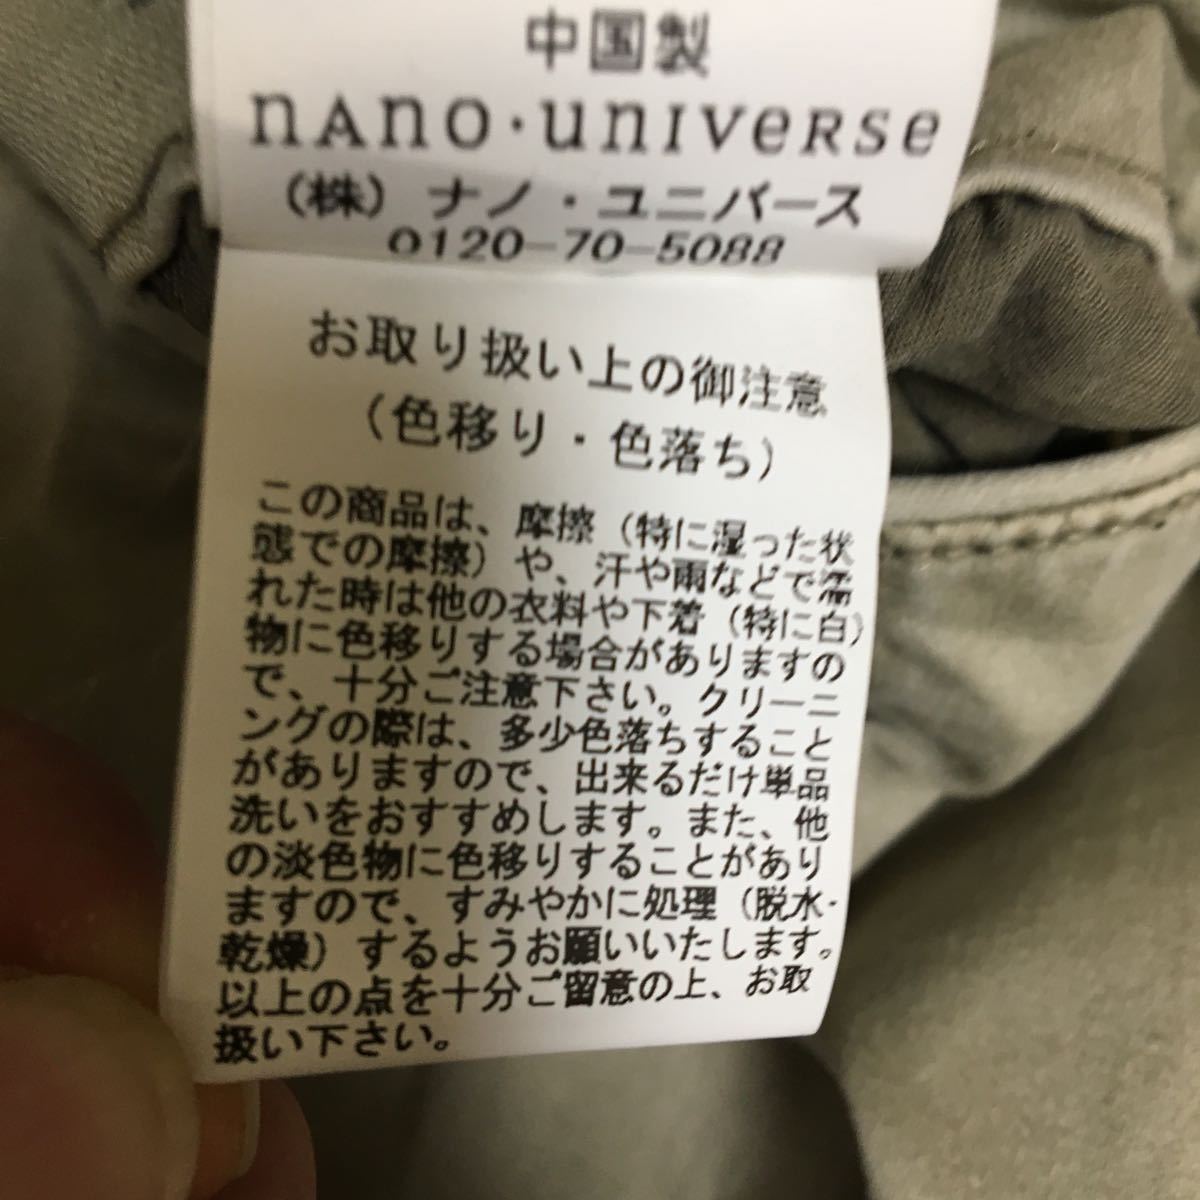 中国製
nAno・unIVeRSe
(株) ナノ・ユニバース
0120-70-5088
お取り扱い上の御注意
(色移り・色落ち)
この商品は、摩擦(特に湿った状
態での摩擦)や、汗や雨などで濡
れた時は他の衣料や下着(特に白)
物に色移りする場合がありますの
で、十分ご注意下さい。クリーニ
ングの際は、多少色落ちすること
がありますので、出来るだけ単品
洗いをおすすめします。また、他
の淡色物に色移りすることがあり
ますので、すみやかに処理(脱水・
乾燥)するようお願いいたします。
以上の点を十分ご留意の上、お取
扱い下さい。